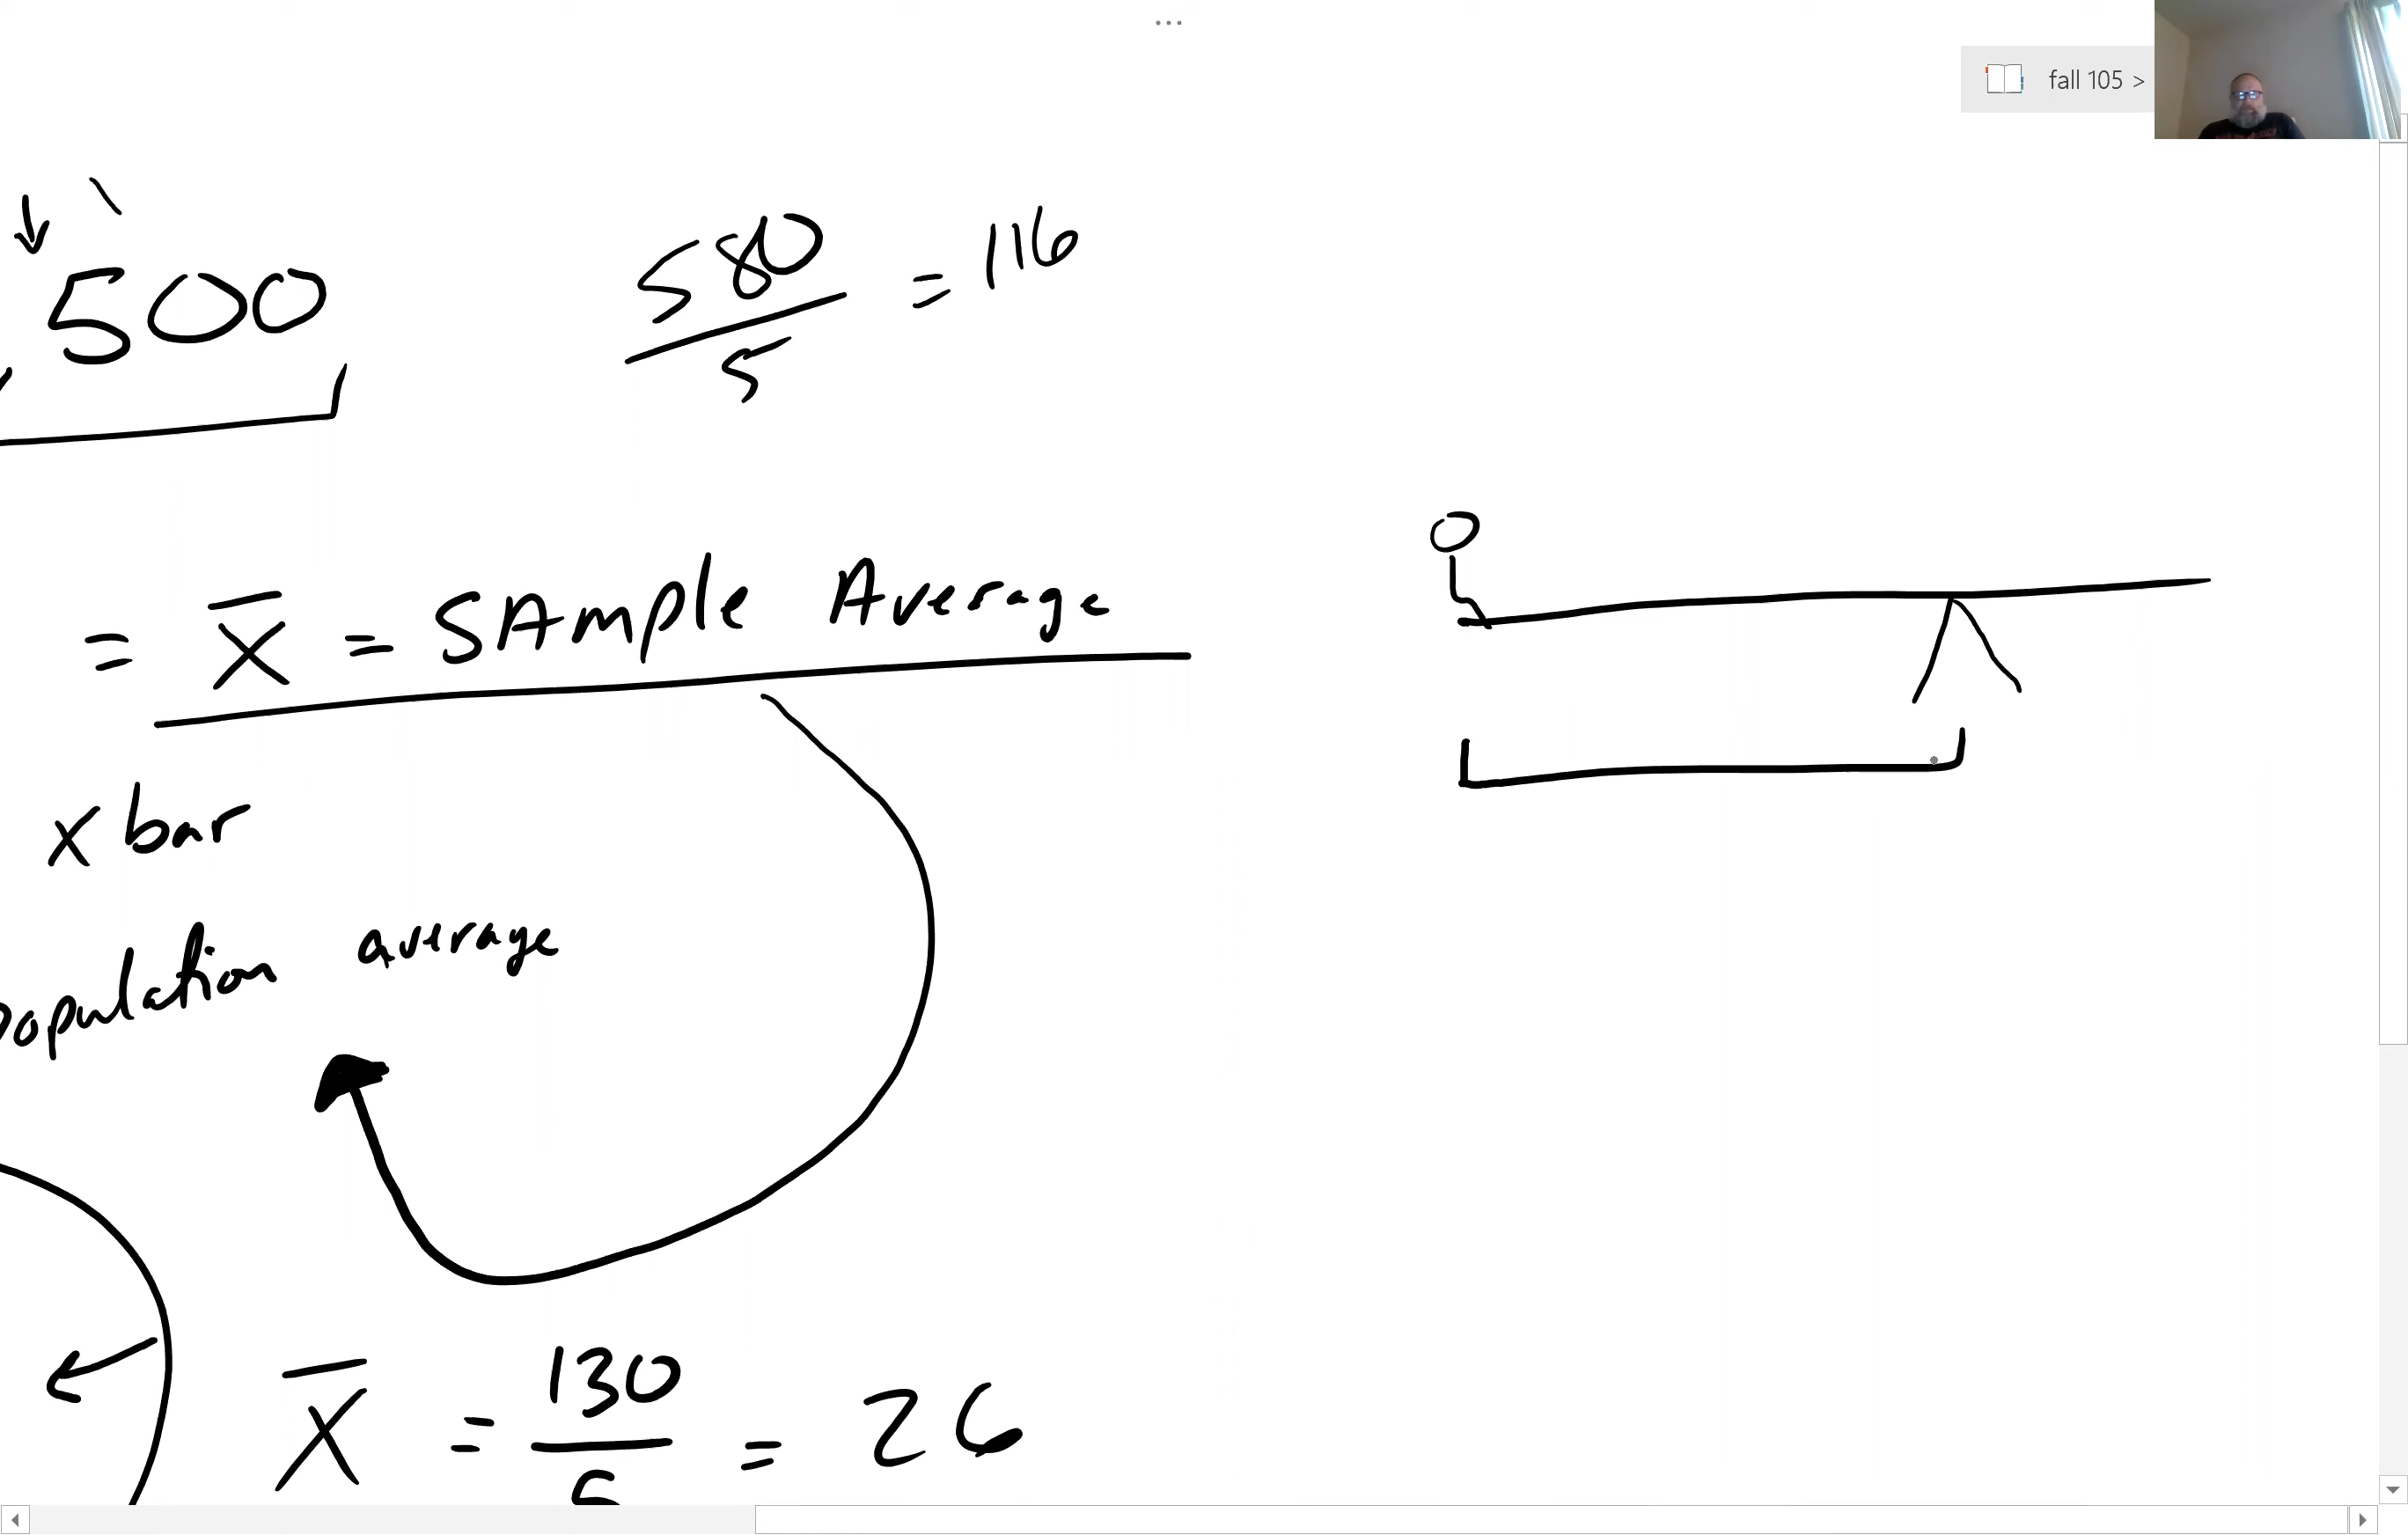 fall 105 >
500,
580
5
= 116
= X̅ = SAmple Average
x bar
population average
X̅ = 130
5
= 26